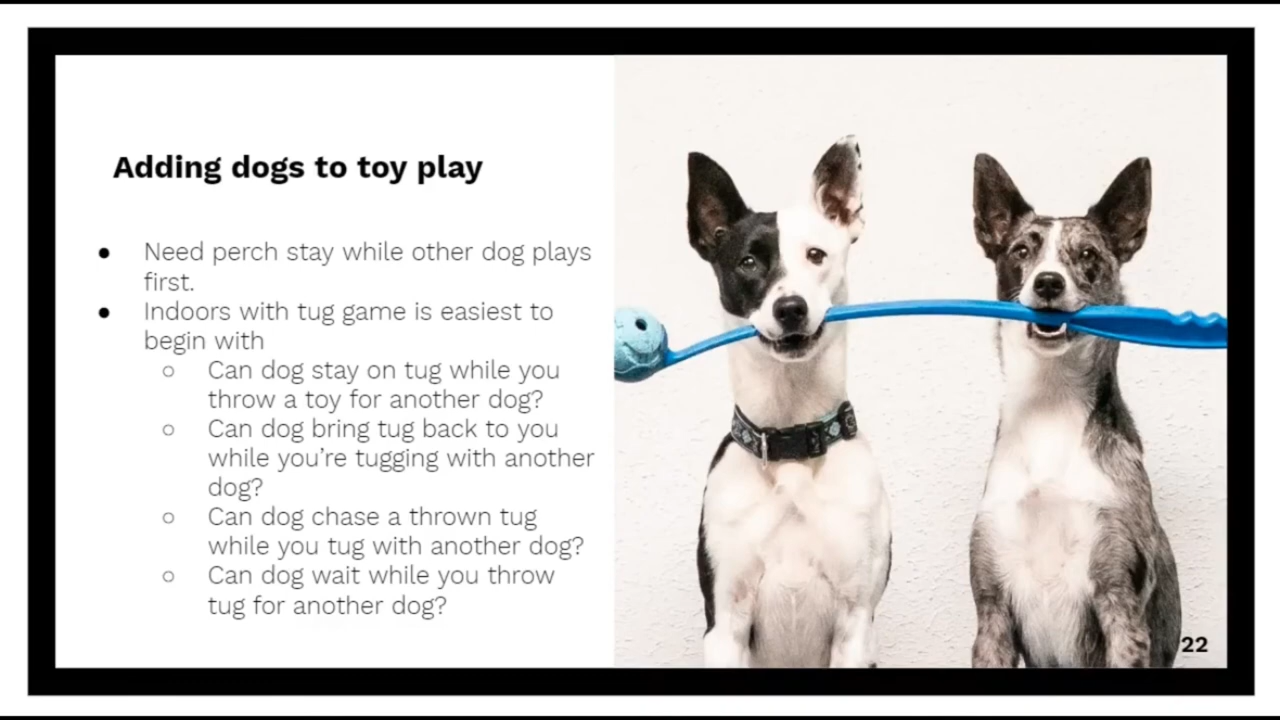 Adding dogs to toy play
● Need perch stay while other dog plays
first.
● Indoors with tug game is easiest to
begin with
○ Can dog stay on tug while you
throw a toy for another dog?
○ Can dog bring tug back to you
while you’re tugging with another
dog?
○ Can dog chase a thrown tug
while you tug with another dog?
○ Can dog wait while you throw
tug for another dog?
22